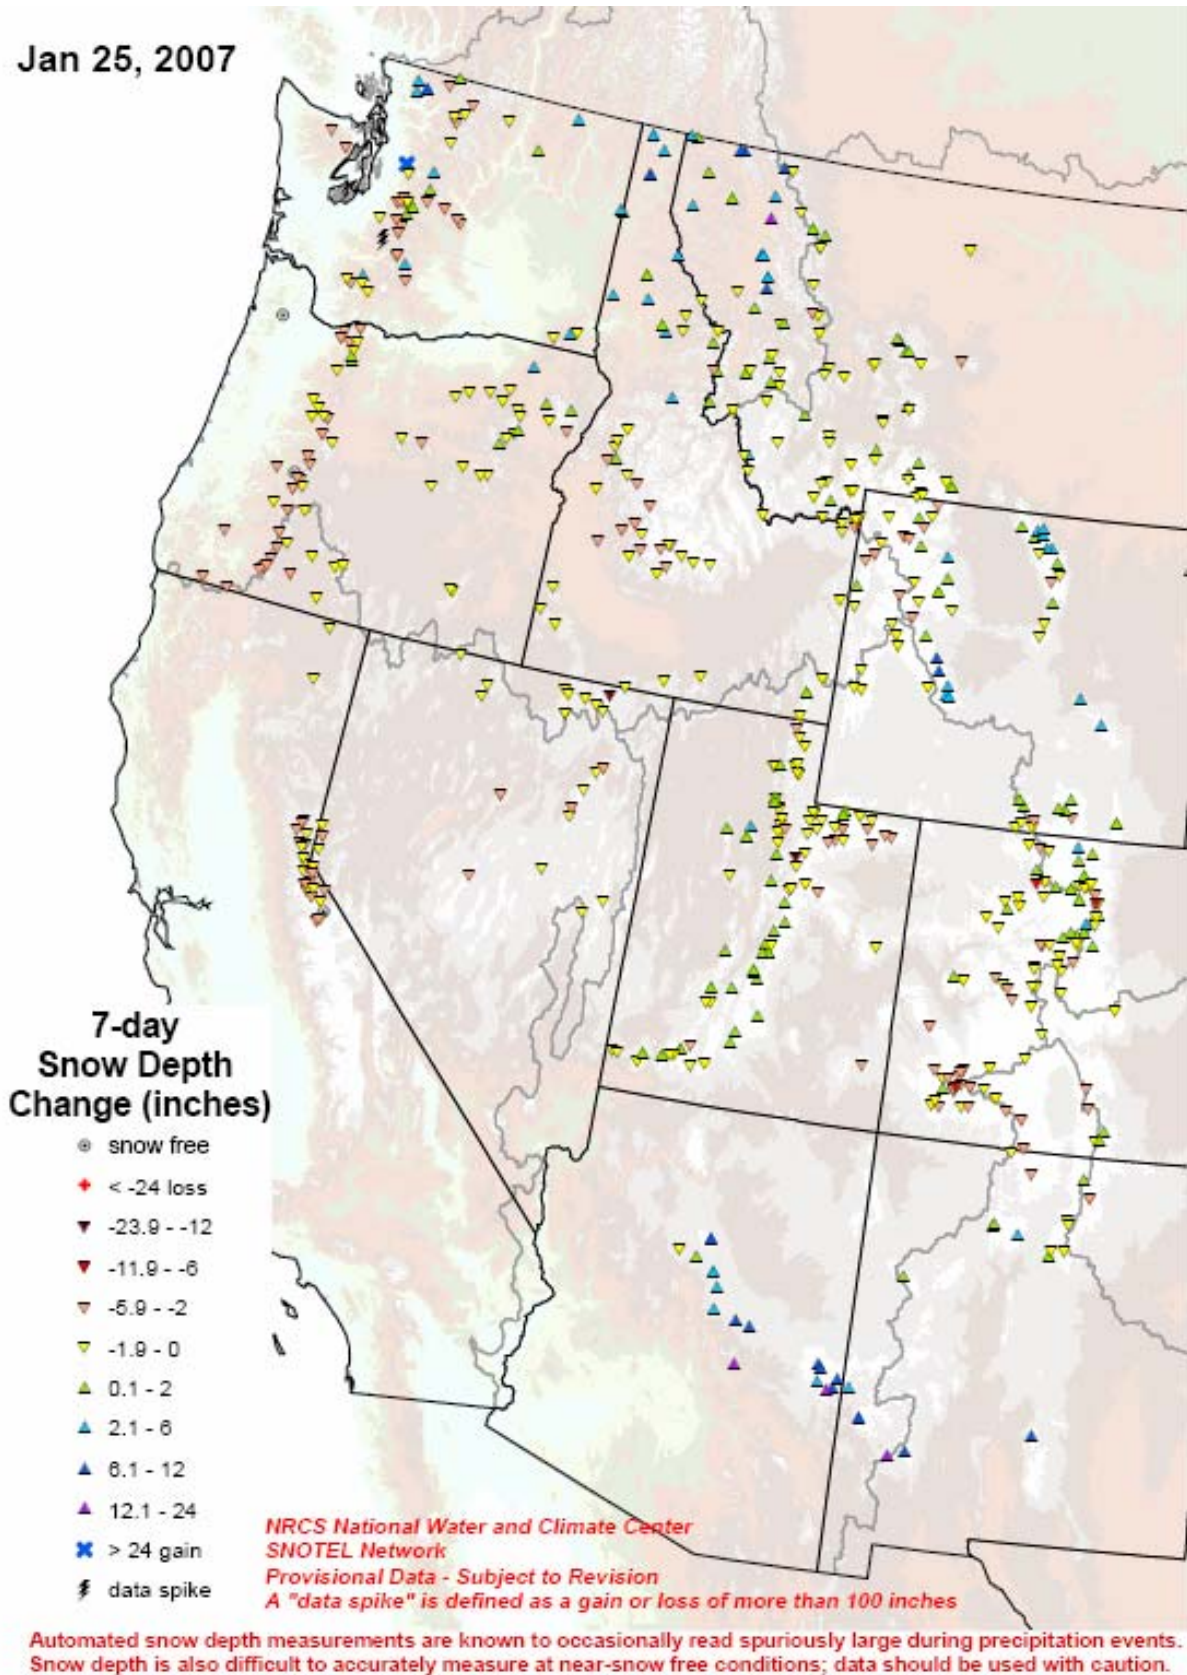 Jan 25, 2007
7-day
Snow Depth
Change (inches)
snow free
< -24 loss
-23.9 - -12
-11.9 - -6
-5.9 - -2
-1.9 - 0
0.1 - 2
2.1 - 6
6.1 - 12
12.1 - 24
> 24 gain
data spike
NRCS National Water and Climate Center
SNOTEL Network
Provisional Data - Subject to Revision
A "data spike" is defined as a gain or loss of more than 100 inches
Automated snow depth measurements are known to occasionally read spuriously large during precipitation events.
Snow depth is also difficult to accurately measure at near-snow free conditions; data should be used with caution.